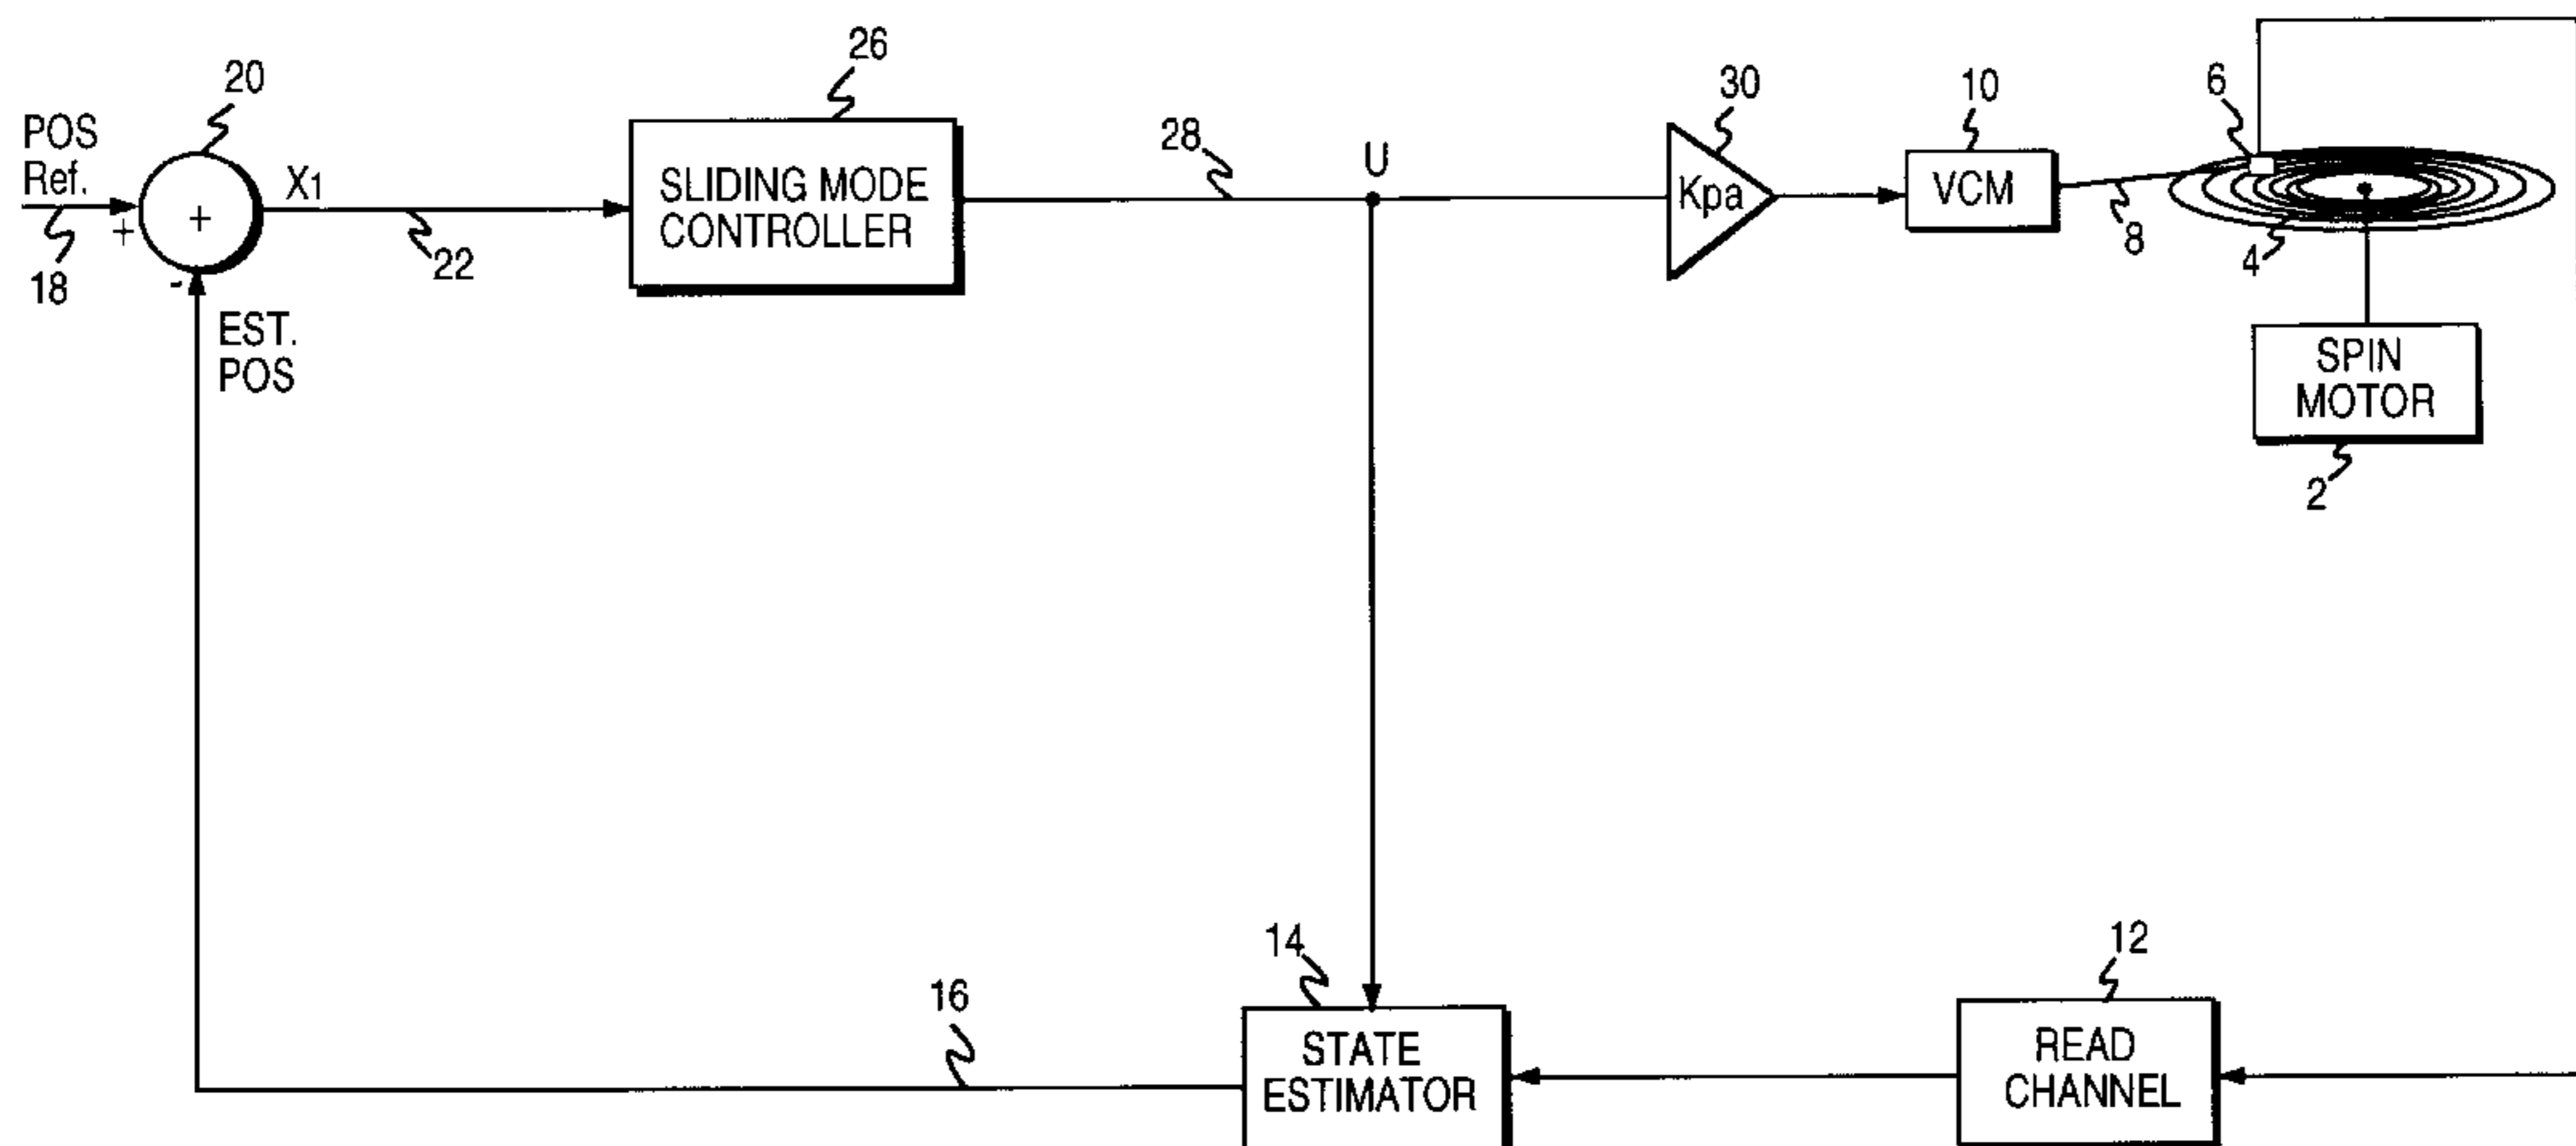 20
26
30
10
6
POS
Ref.
+
+
X1
28
U
SLIDING MODE
CONTROLLER
Kpa
VCM
8
4
18
-
22
EST.
POS
SPIN
MOTOR
2
14
12
16
STATE
ESTIMATOR
READ
CHANNEL